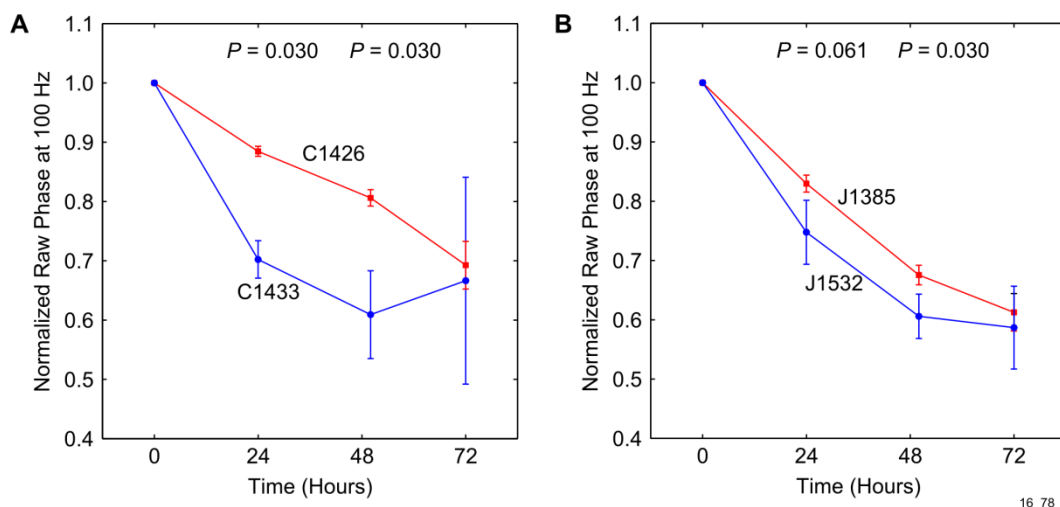 A
Normalized Raw Phase at 100 Hz
1.1
1.0
0.9
0.8
0.7
0.6
0.5
0.4
P = 0.030 P = 0.030
C1426
C1433
0 24 48 72
Time (Hours)
B
Normalized Raw Phase at 100 Hz
1.1
1.0
0.9
0.8
0.7
0.6
0.5
0.4
P = 0.061 P = 0.030
J1385
J1532
0 24 48 72
Time (Hours)
16_78